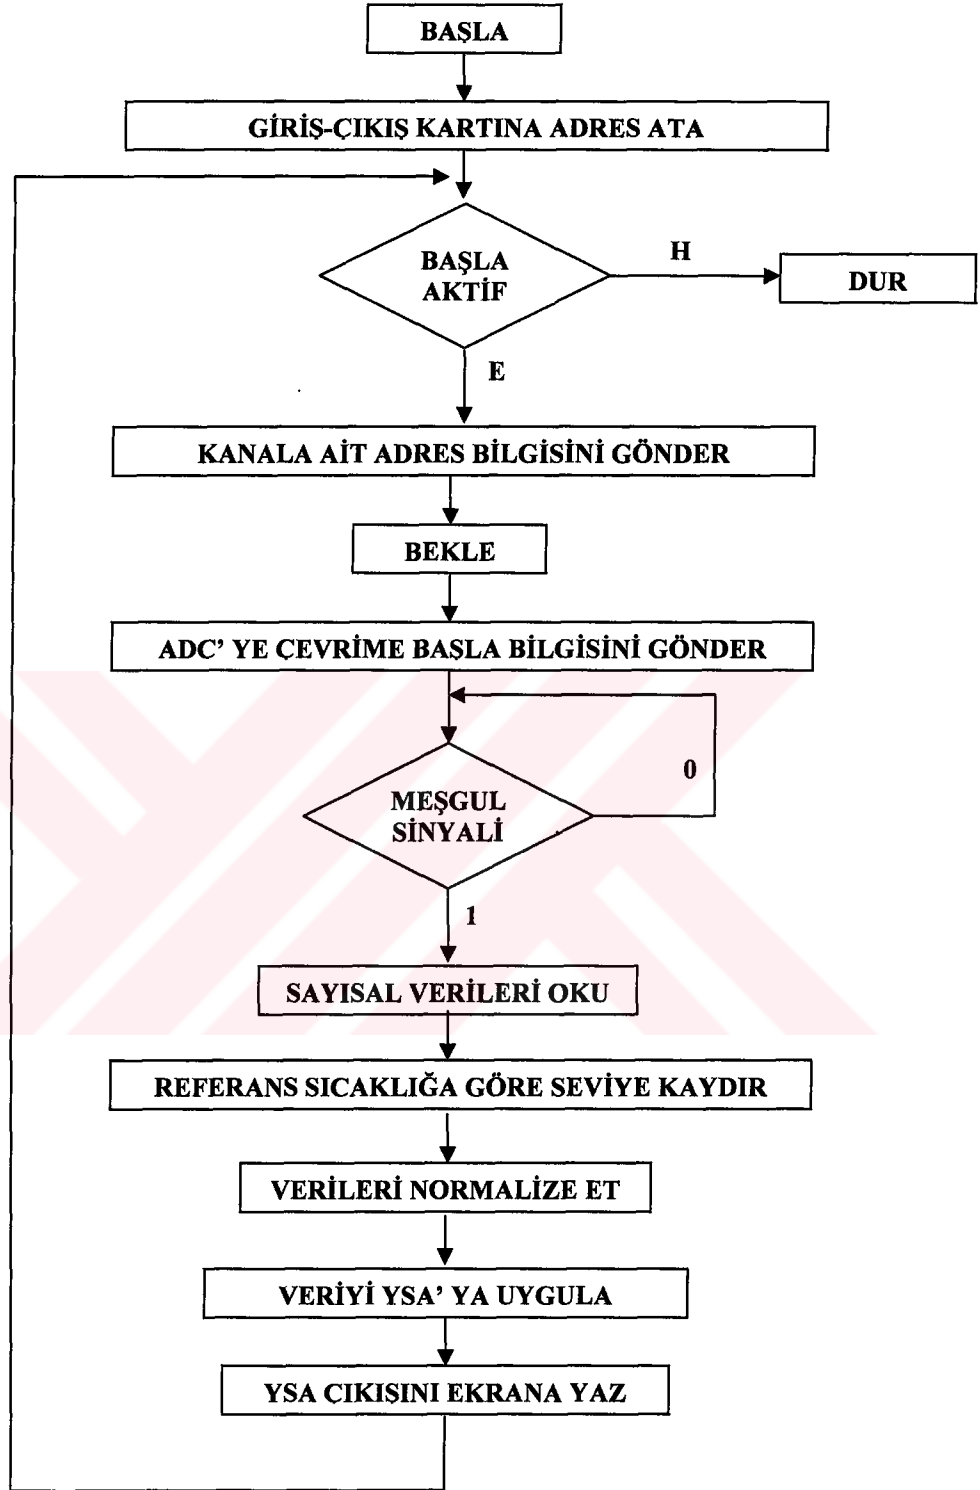 BAŞLA
GİRİŞ-ÇIKIŞ KARTINA ADRES ATA
BAŞLA
AKTİF
H
DUR
E
KANALA AİT ADRES BİLGİSİNİ GÖNDER
BEKLE
ADC' YE ÇEVRİME BAŞLA BİLGİSİNİ GÖNDER
0
MEŞGUL
SİNYALİ
1
SAYISAL VERİLERİ OKU
REFERANS SICAKLIĞA GÖRE SEVİYE KAYDIR
VERİLERİ NORMALİZE ET
VERİYİ YSA' YA UYGULA
YSA ÇIKIŞINI EKRANA YAZ